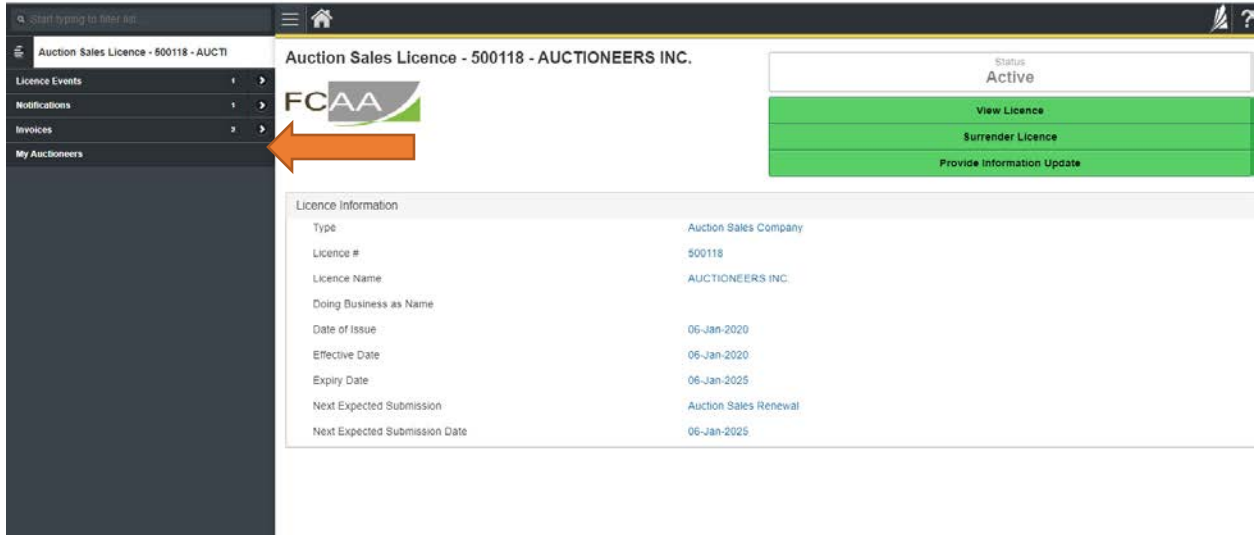 Start typing to filter list...
Auction Sales Licence - 500118 - AUCTI
Licence Events 1
Notifications 1
Invoices 2
My Auctioneers
?
Auction Sales Licence - 500118 - AUCTIONEERS INC.
FCAA
Status
Active
View Licence
Surrender Licence
Provide Information Update
Licence Information
Type Auction Sales Company
Licence # 500118
Licence Name AUCTIONEERS INC.
Doing Business as Name
Date of Issue 06-Jan-2020
Effective Date 06-Jan-2020
Expiry Date 06-Jan-2025
Next Expected Submission Auction Sales Renewal
Next Expected Submission Date 06-Jan-2025